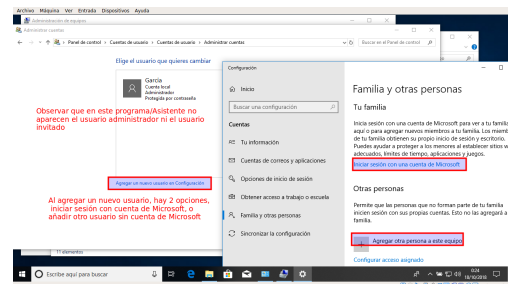 Archivo Máquina Ver Entrada Dispositivos Ayuda
Administración de equipos
Administrar cuentas
Panel de control > Cuentas de usuario > Cuentas de usuario > Administrar cuentas
Buscar en el Panel de control
Elige el usuario que quieres cambiar
García
Cuenta local
Administrador
Protegida por contraseña
Observar que en este programa/Asistente no
aparecen el usuario administrador ni el usuario
invitado
Agregar un nuevo usuario en Configuración
Al agregar un nuevo usuario, hay 2 opciones,
iniciar sesión con cuenta de Microsoft, o
añadir otro usuario sin cuenta de Microsoft
11 elementos
Configuración
Inicio
Buscar una configuración
Cuentas
Tu información
Cuentas de correo y aplicaciones
Opciones de inicio de sesión
Obtener acceso a trabajo o escuela
Familia y otras personas
Sincronizar la configuración
Familia y otras personas
Tu familia
Inicia sesión con una cuenta de Microsoft para ver a tu familia
aquí o para agregar nuevos miembros a tu familia. Los miemb
de tu familia obtienen su propio inicio de sesión y escritorio.
Puedes ayudar a proteger a los menores al establecer sitios w
adecuados, límites de tiempo, aplicaciones y juegos.
Iniciar sesión con una cuenta de Microsoft
Otras personas
Permite que las personas que no forman parte de tu familia
inicien sesión con sus propias cuentas. Esto no las agregará a
familia.
Agregar otra persona a este equipo
Configurar acceso asignado
Escribe aquí para buscar
0:24
18/10/2018